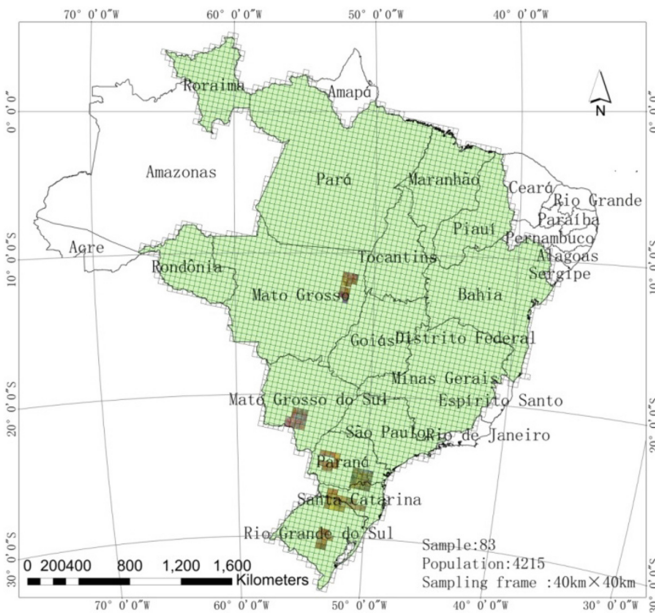 70° 0′0″W 60° 0′0″W 50° 0′0″W 40° 0′0″W
Roraima
Amapá
N
0° 0′0″ 0° 0′0″
Amazonas
Pará
Maranhão
Ceará
Rio Grande
Paraíba
Piauí
Pernambuco
Acre
Tocantins
Alagoas
Rondônia
Sergipe
10° 0′0″S 10° 0′0″S
Mato Grosso
Bahia
Goiás
Distrito Federal
Minas Gerais
Mato Grosso do Sul
Espírito Santo
20° 0′0″S 20° 0′0″S
São Paulo
Rio de Janeiro
Paraná
Santa Catarina
Rio Grande do Sul
Sample:83
Population:4215
Sampling frame :40km×40km
0 200400 800 1,200 1,600
Kilometers
30° 0′0″S 30° 0′0″S
70° 0′0″W 60° 0′0″W 50° 0′0″W 40° 0′0″W